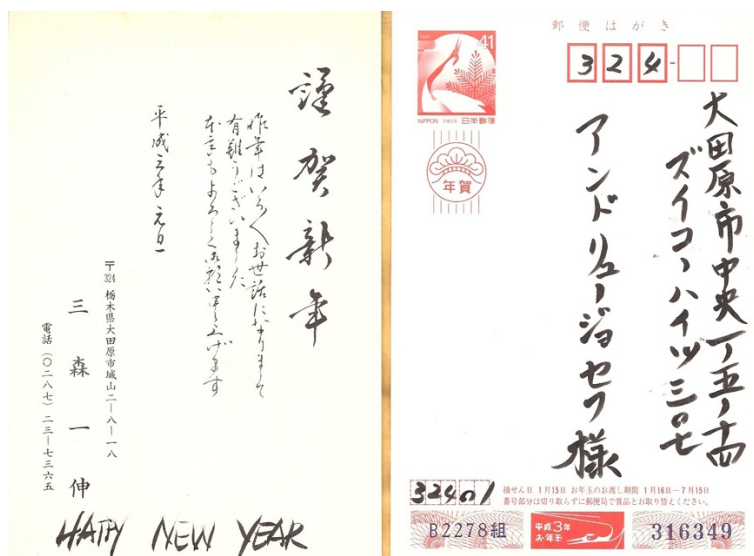 謹賀新年
昨年はいろいろお世話になりまして
有難うございました
本年もよろしくお願い申し上げます
平成三年 元旦
〒324 栃木県大田原市城山二ー八ー一八
三森一伸
電話(〇二八七)二三ー七三六五
HAPPY NEW YEAR
郵便はがき
41
NIPPON 日本郵便
年賀
324-
大田原市中央一ノ五ノ十四
ズイコーハイツ三〇七
アンドリュージョセフ様
324 01
抽せん日 1月15日 お年玉のお渡し期間 1月16日―7月15日
番号部分は切り取らずに郵便局で賞品とお取り替えください。
B2278組
平成3年
お年玉
316349